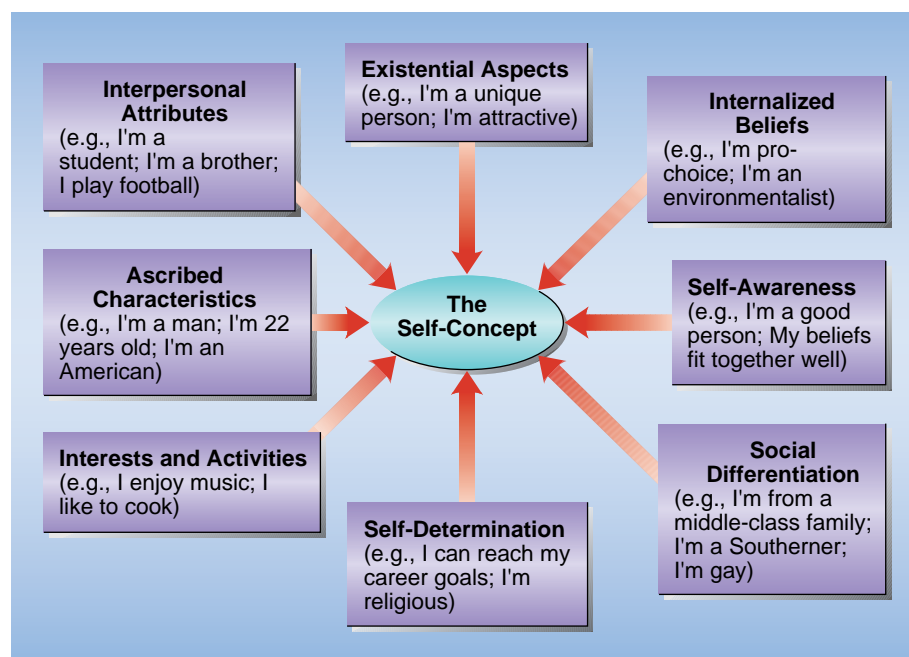 Interpersonal
Attributes
(e.g., I'm a
student; I'm a brother;
I play football)
Existential Aspects
(e.g., I'm a unique
person; I'm attractive)
Internalized
Beliefs
(e.g., I'm pro-
choice; I'm an
environmentalist)
Ascribed
Characteristics
(e.g., I'm a man; I'm 22
years old; I'm an
American)
The
Self-Concept
Self-Awareness
(e.g., I'm a good
person; My beliefs
fit together well)
Interests and Activities
(e.g., I enjoy music; I
like to cook)
Self-Determination
(e.g., I can reach my
career goals; I'm
religious)
Social
Differentiation
(e.g., I'm from a
middle-class family;
I'm a Southerner;
I'm gay)